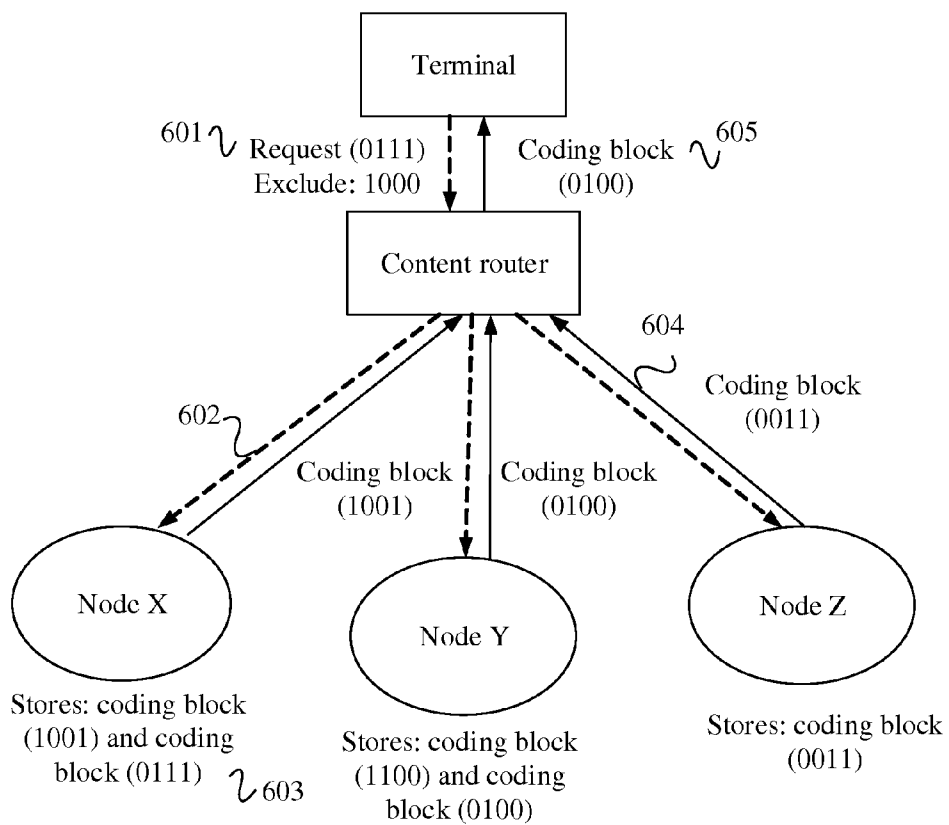 Terminal
601
Request (0111)
Exclude: 1000
Coding block
(0100)
605
Content router
604
Coding block
(0011)
602
Coding block
(1001)
Coding block
(0100)
Node X
Node Y
Node Z
Stores: coding block
(1001) and coding
block (0111)
603
Stores: coding block
(1100) and coding
block (0100)
Stores: coding block
(0011)